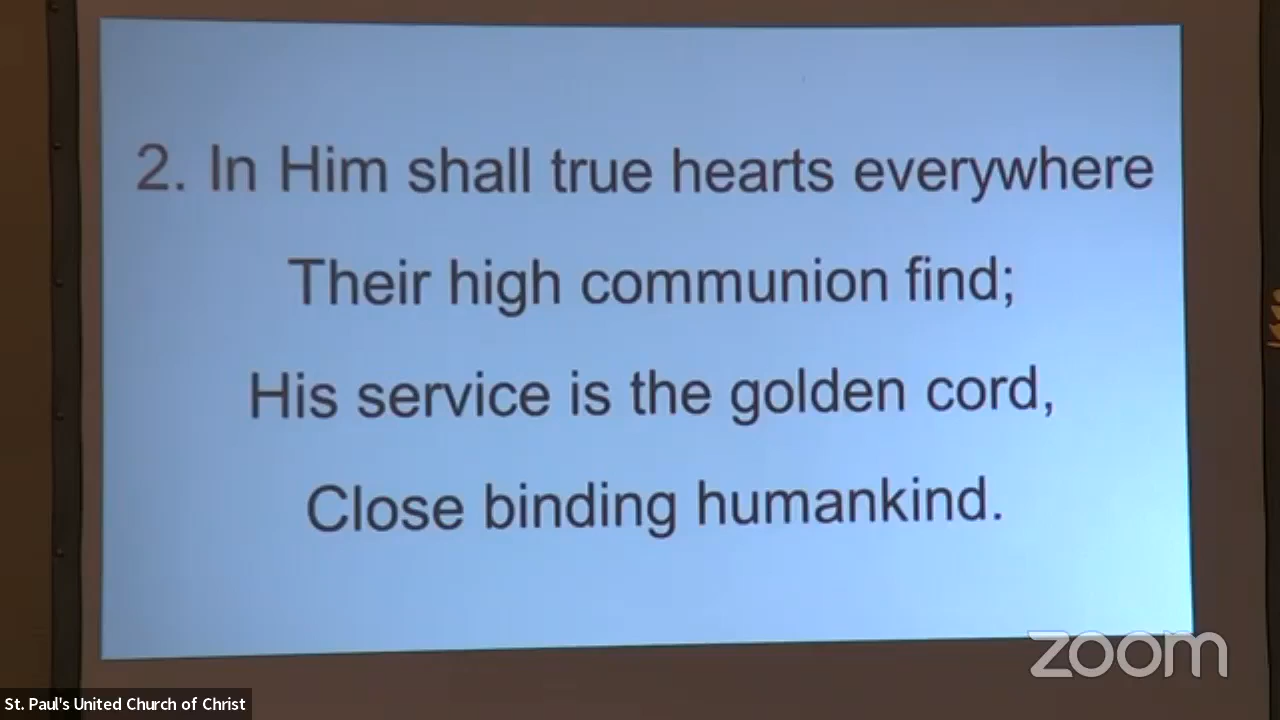 2. In Him shall true hearts everywhere
Their high communion find;
His service is the golden cord,
Close binding humankind.
zoom
St. Paul's United Church of Christ